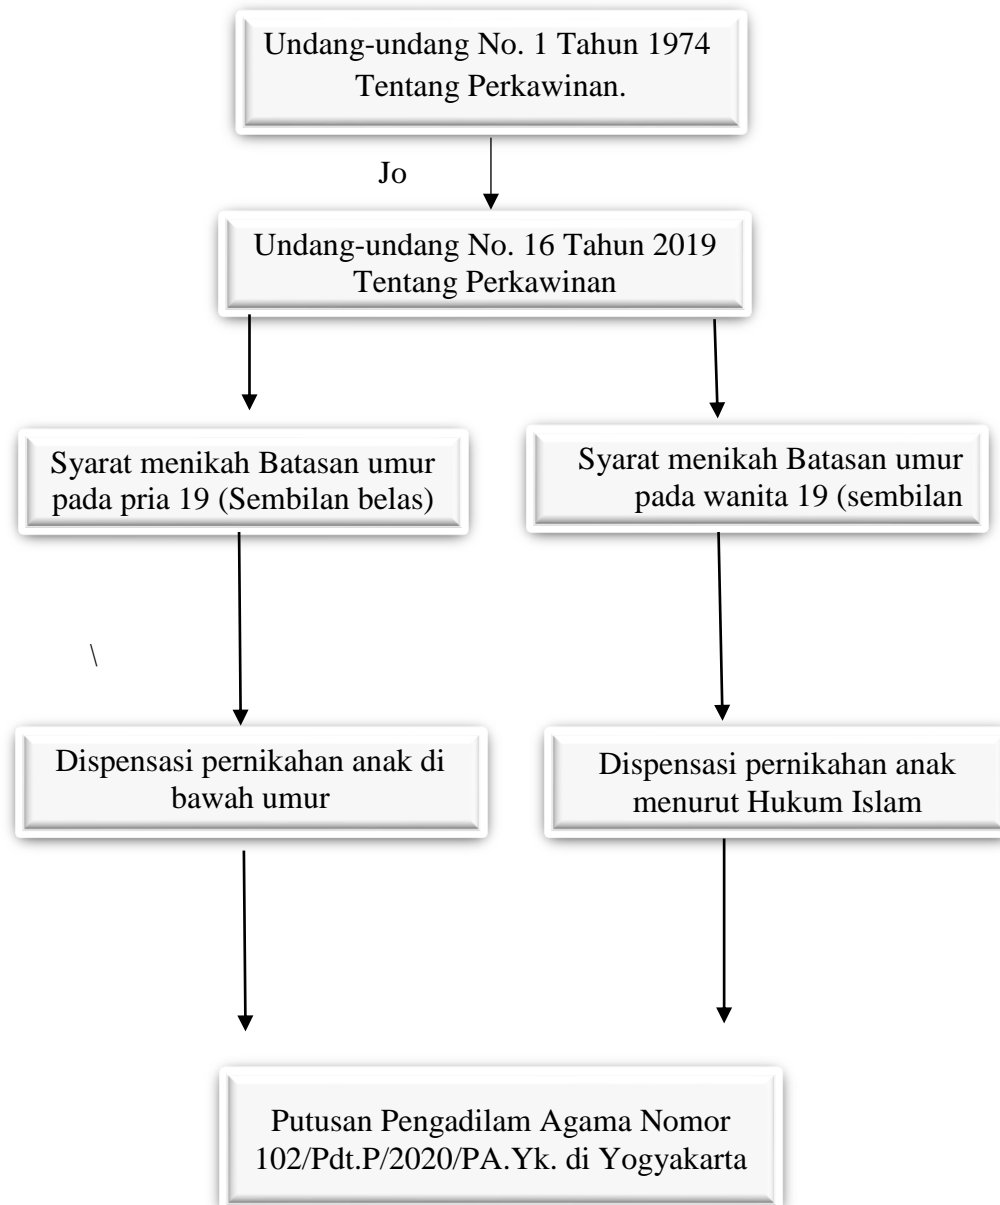 Undang-undang No. 1 Tahun 1974
Tentang Perkawinan.
Jo
Undang-undang No. 16 Tahun 2019
Tentang Perkawinan
Syarat menikah Batasan umur
pada pria 19 (Sembilan belas)
Syarat menikah Batasan umur
pada wanita 19 (sembilan
\
Dispensasi pernikahan anak di
bawah umur
Dispensasi pernikahan anak
menurut Hukum Islam
Putusan Pengadilam Agama Nomor
102/Pdt.P/2020/PA.Yk. di Yogyakarta